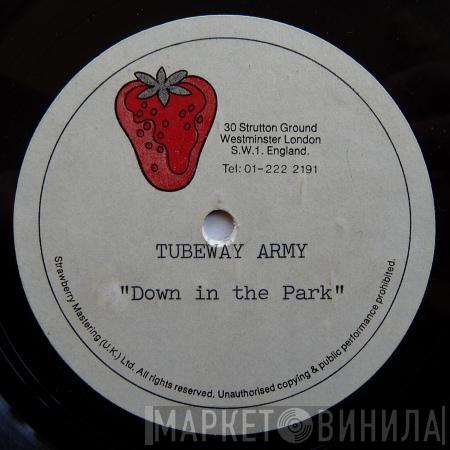 30 Strutton Ground
Westminster London
S.W.1. England.
Tel: 01-222 2191
TUBEWAY ARMY
"Down in the Park"
Strawberry Mastering (U.K.) Ltd. All rights reserved. Unauthorised copying & public performance prohibited.
МАРКЕТ ВИНИЛА